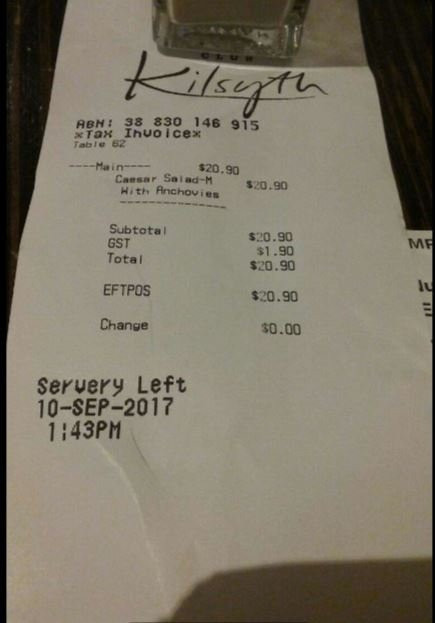 CLUB
Kilsyth
ABN: 38 830 146 915
*Tax Invoice*
Table 62
----Main---- $20.90
Caesar Salad-M $20.90
With Anchovies
----------------
Subtotal $20.90
GST $1.90
Total $20.90
EFTPOS $20.90
Change $0.00
Servery Left
10-SEP-2017
1:43PM